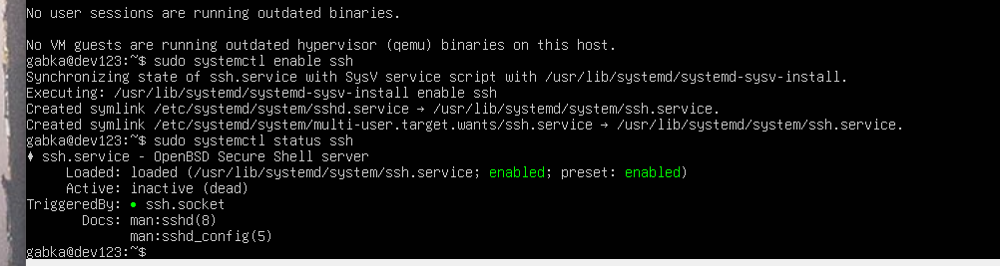 No user sessions are running outdated binaries.
No VM guests are running outdated hypervisor (qemu) binaries on this host.
gabka@dev123:~$ sudo systemctl enable ssh
Synchronizing state of ssh.service with SysV service script with /usr/lib/systemd/systemd-sysv-install.
Executing: /usr/lib/systemd/systemd-sysv-install enable ssh
Created symlink /etc/systemd/system/sshd.service → /usr/lib/systemd/system/ssh.service.
Created symlink /etc/systemd/system/multi-user.target.wants/ssh.service → /usr/lib/systemd/system/ssh.service.
gabka@dev123:~$ sudo systemctl status ssh
♦ ssh.service - OpenBSD Secure Shell server
Loaded: loaded (/usr/lib/systemd/system/ssh.service; enabled; preset: enabled)
Active: inactive (dead)
TriggeredBy: • ssh.socket
Docs: man:sshd(8)
man:sshd_config(5)
gabka@dev123:~$